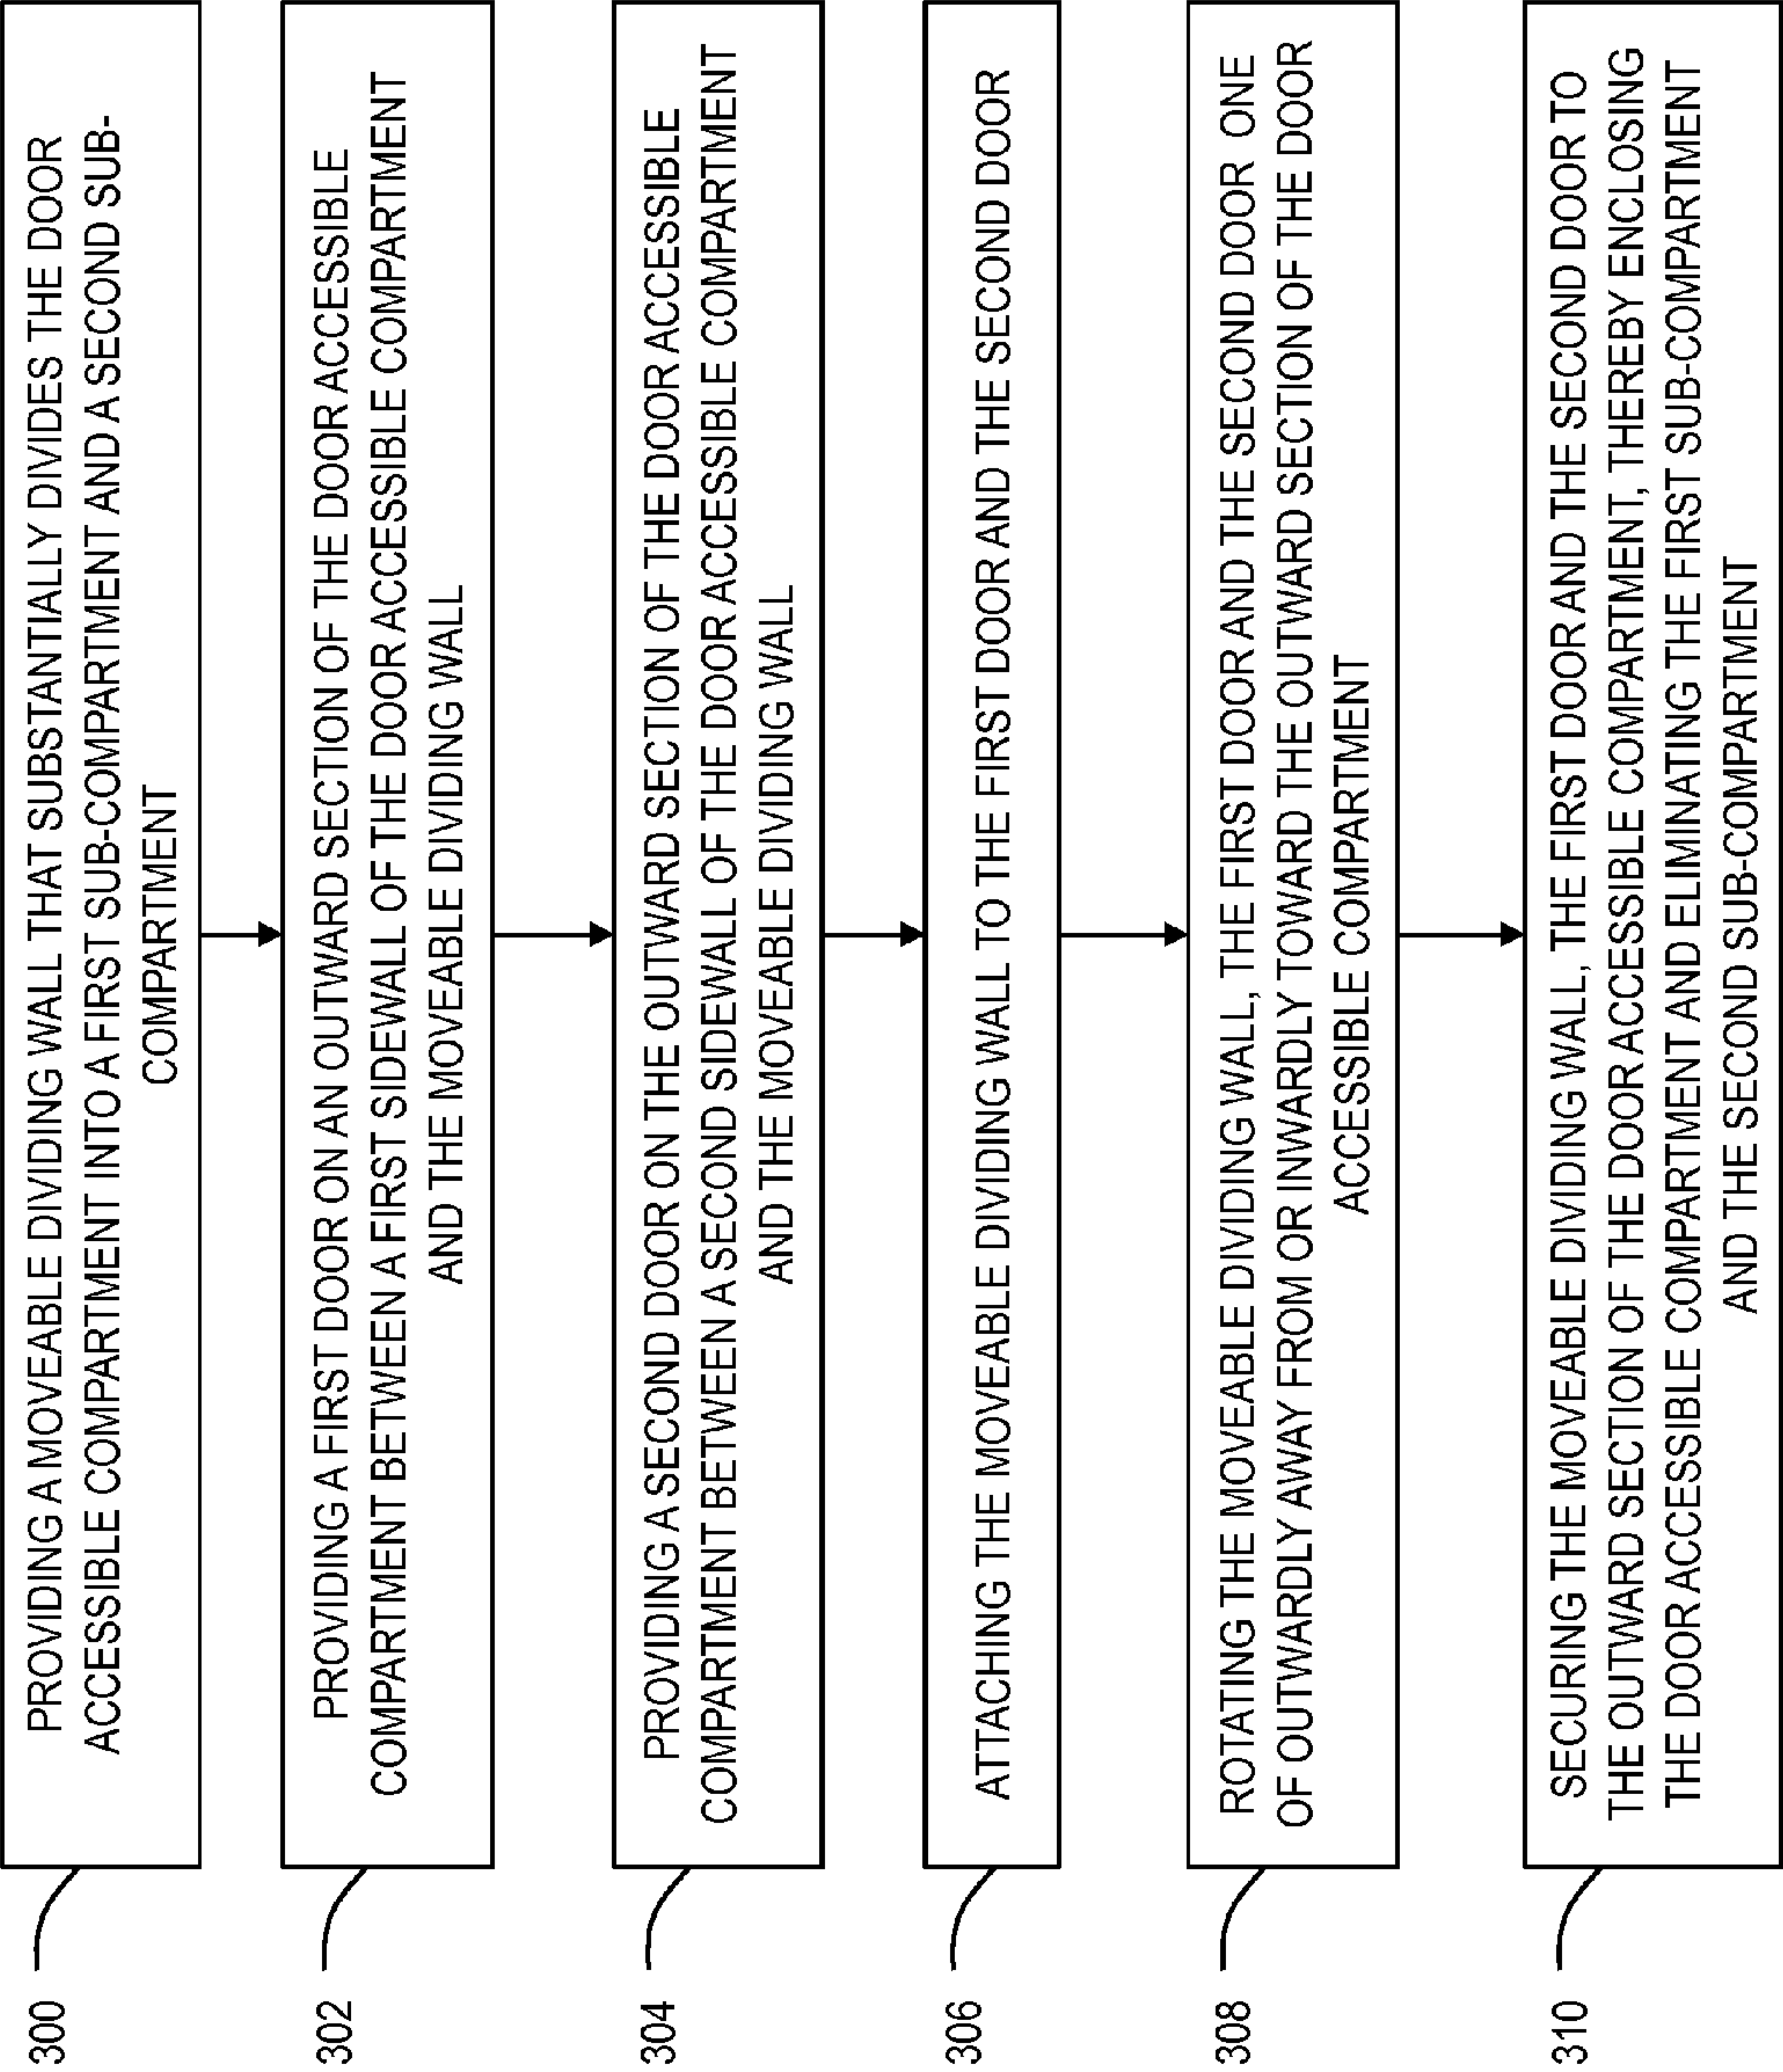 300
PROVIDING A MOVEABLE DIVIDING WALL THAT SUBSTANTIALLY DIVIDES THE DOOR
ACCESSIBLE COMPARTMENT INTO A FIRST SUB-COMPARTMENT AND A SECOND SUB-
COMPARTMENT
302
PROVIDING A FIRST DOOR ON AN OUTWARD SECTION OF THE DOOR ACCESSIBLE
COMPARTMENT BETWEEN A FIRST SIDEWALL OF THE DOOR ACCESSIBLE COMPARTMENT
AND THE MOVEABLE DIVIDING WALL
304
PROVIDING A SECOND DOOR ON THE OUTWARD SECTION OF THE DOOR ACCESSIBLE
COMPARTMENT BETWEEN A SECOND SIDEWALL OF THE DOOR ACCESSIBLE COMPARTMENT
AND THE MOVEABLE DIVIDING WALL
306
ATTACHING THE MOVEABLE DIVIDING WALL TO THE FIRST DOOR AND THE SECOND DOOR
308
ROTATING THE MOVEABLE DIVIDING WALL, THE FIRST DOOR AND THE SECOND DOOR ONE
OF OUTWARDLY AWAY FROM OR INWARDLY TOWARD THE OUTWARD SECTION OF THE DOOR
ACCESSIBLE COMPARTMENT
310
SECURING THE MOVEABLE DIVIDING WALL, THE FIRST DOOR AND THE SECOND DOOR TO
THE OUTWARD SECTION OF THE DOOR ACCESSIBLE COMPARTMENT, THEREBY ENCLOSING
THE DOOR ACCESSIBLE COMPARTMENT AND ELIMINATING THE FIRST SUB-COMPARTMENT
AND THE SECOND SUB-COMPARTMENT